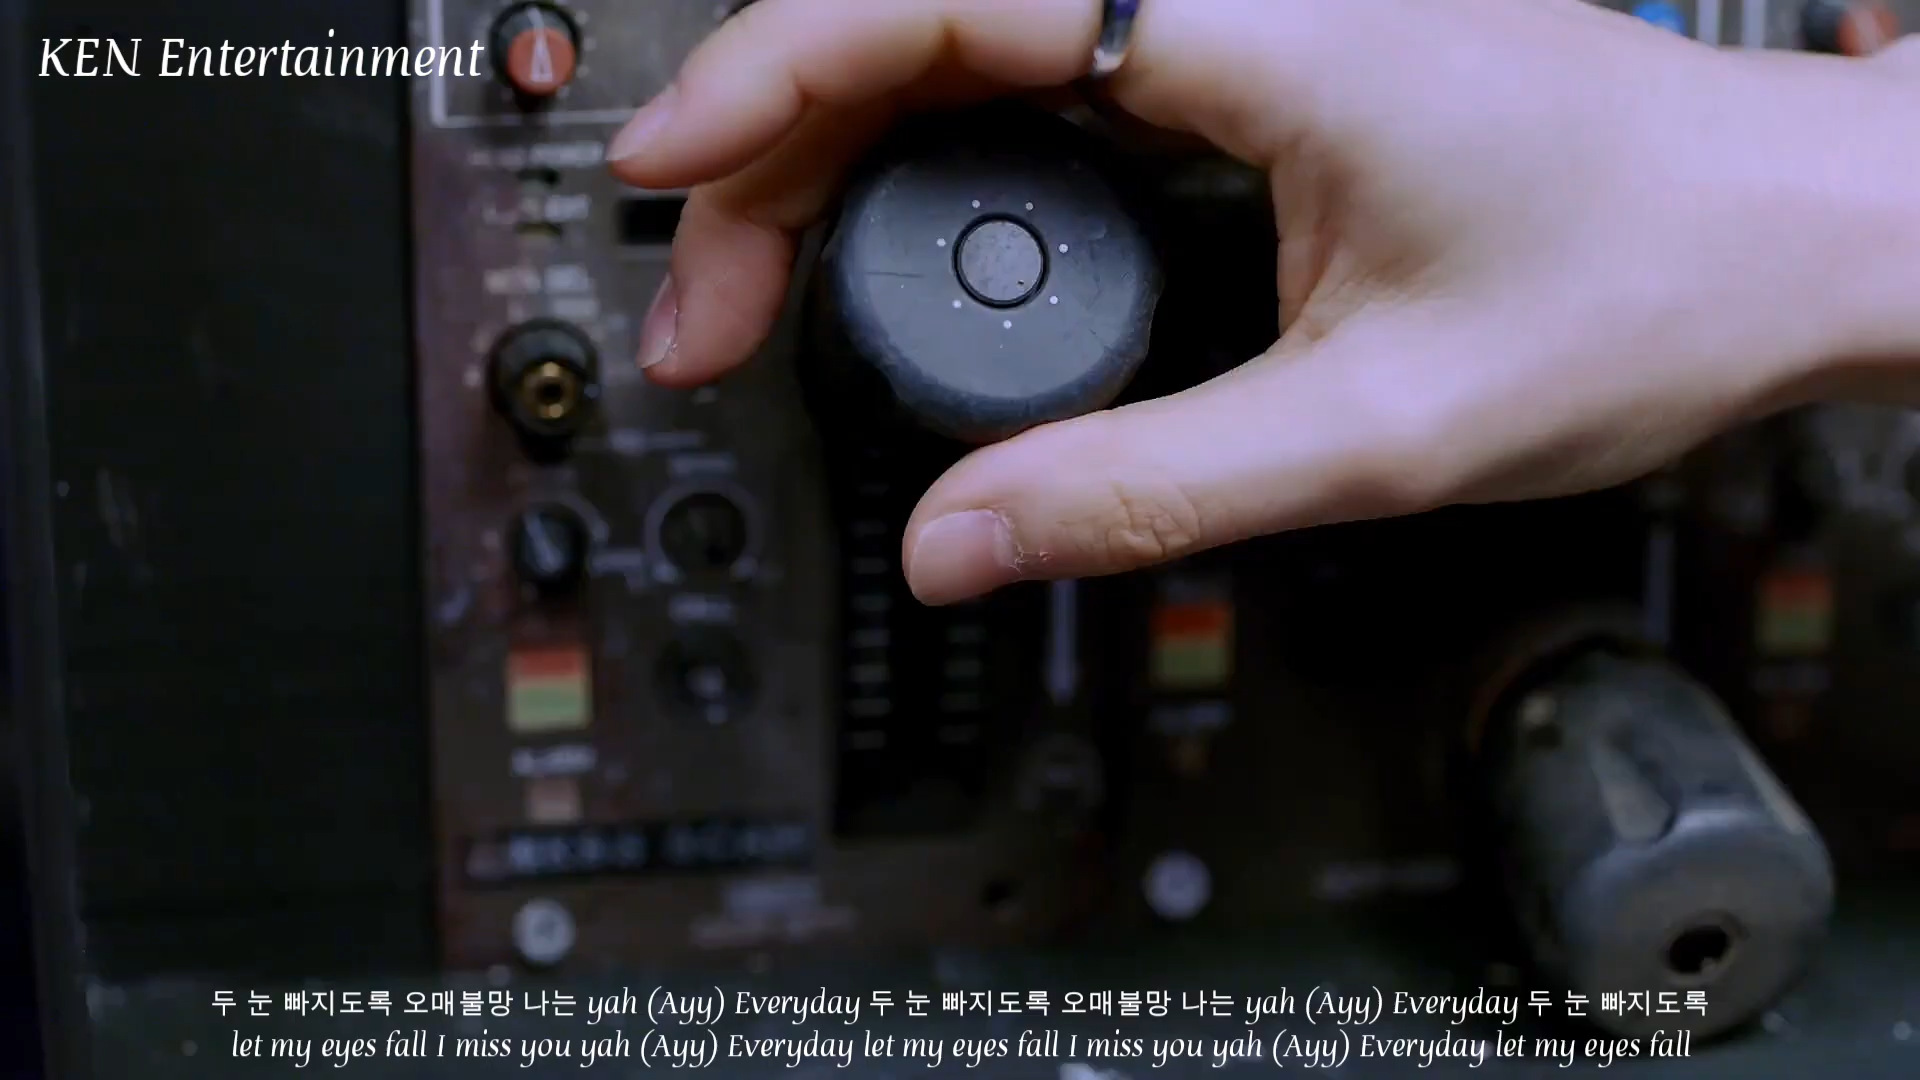 KEN Entertainment
두 눈 빠지도록 오매불망 나는 yah (Ayy) Everyday 두 눈 빠지도록 오매불망 나는 yah (Ayy) Everyday 두 눈 빠지도록
let my eyes fall I miss you yah (Ayy) Everyday let my eyes fall I miss you yah (Ayy) Everyday let my eyes fall